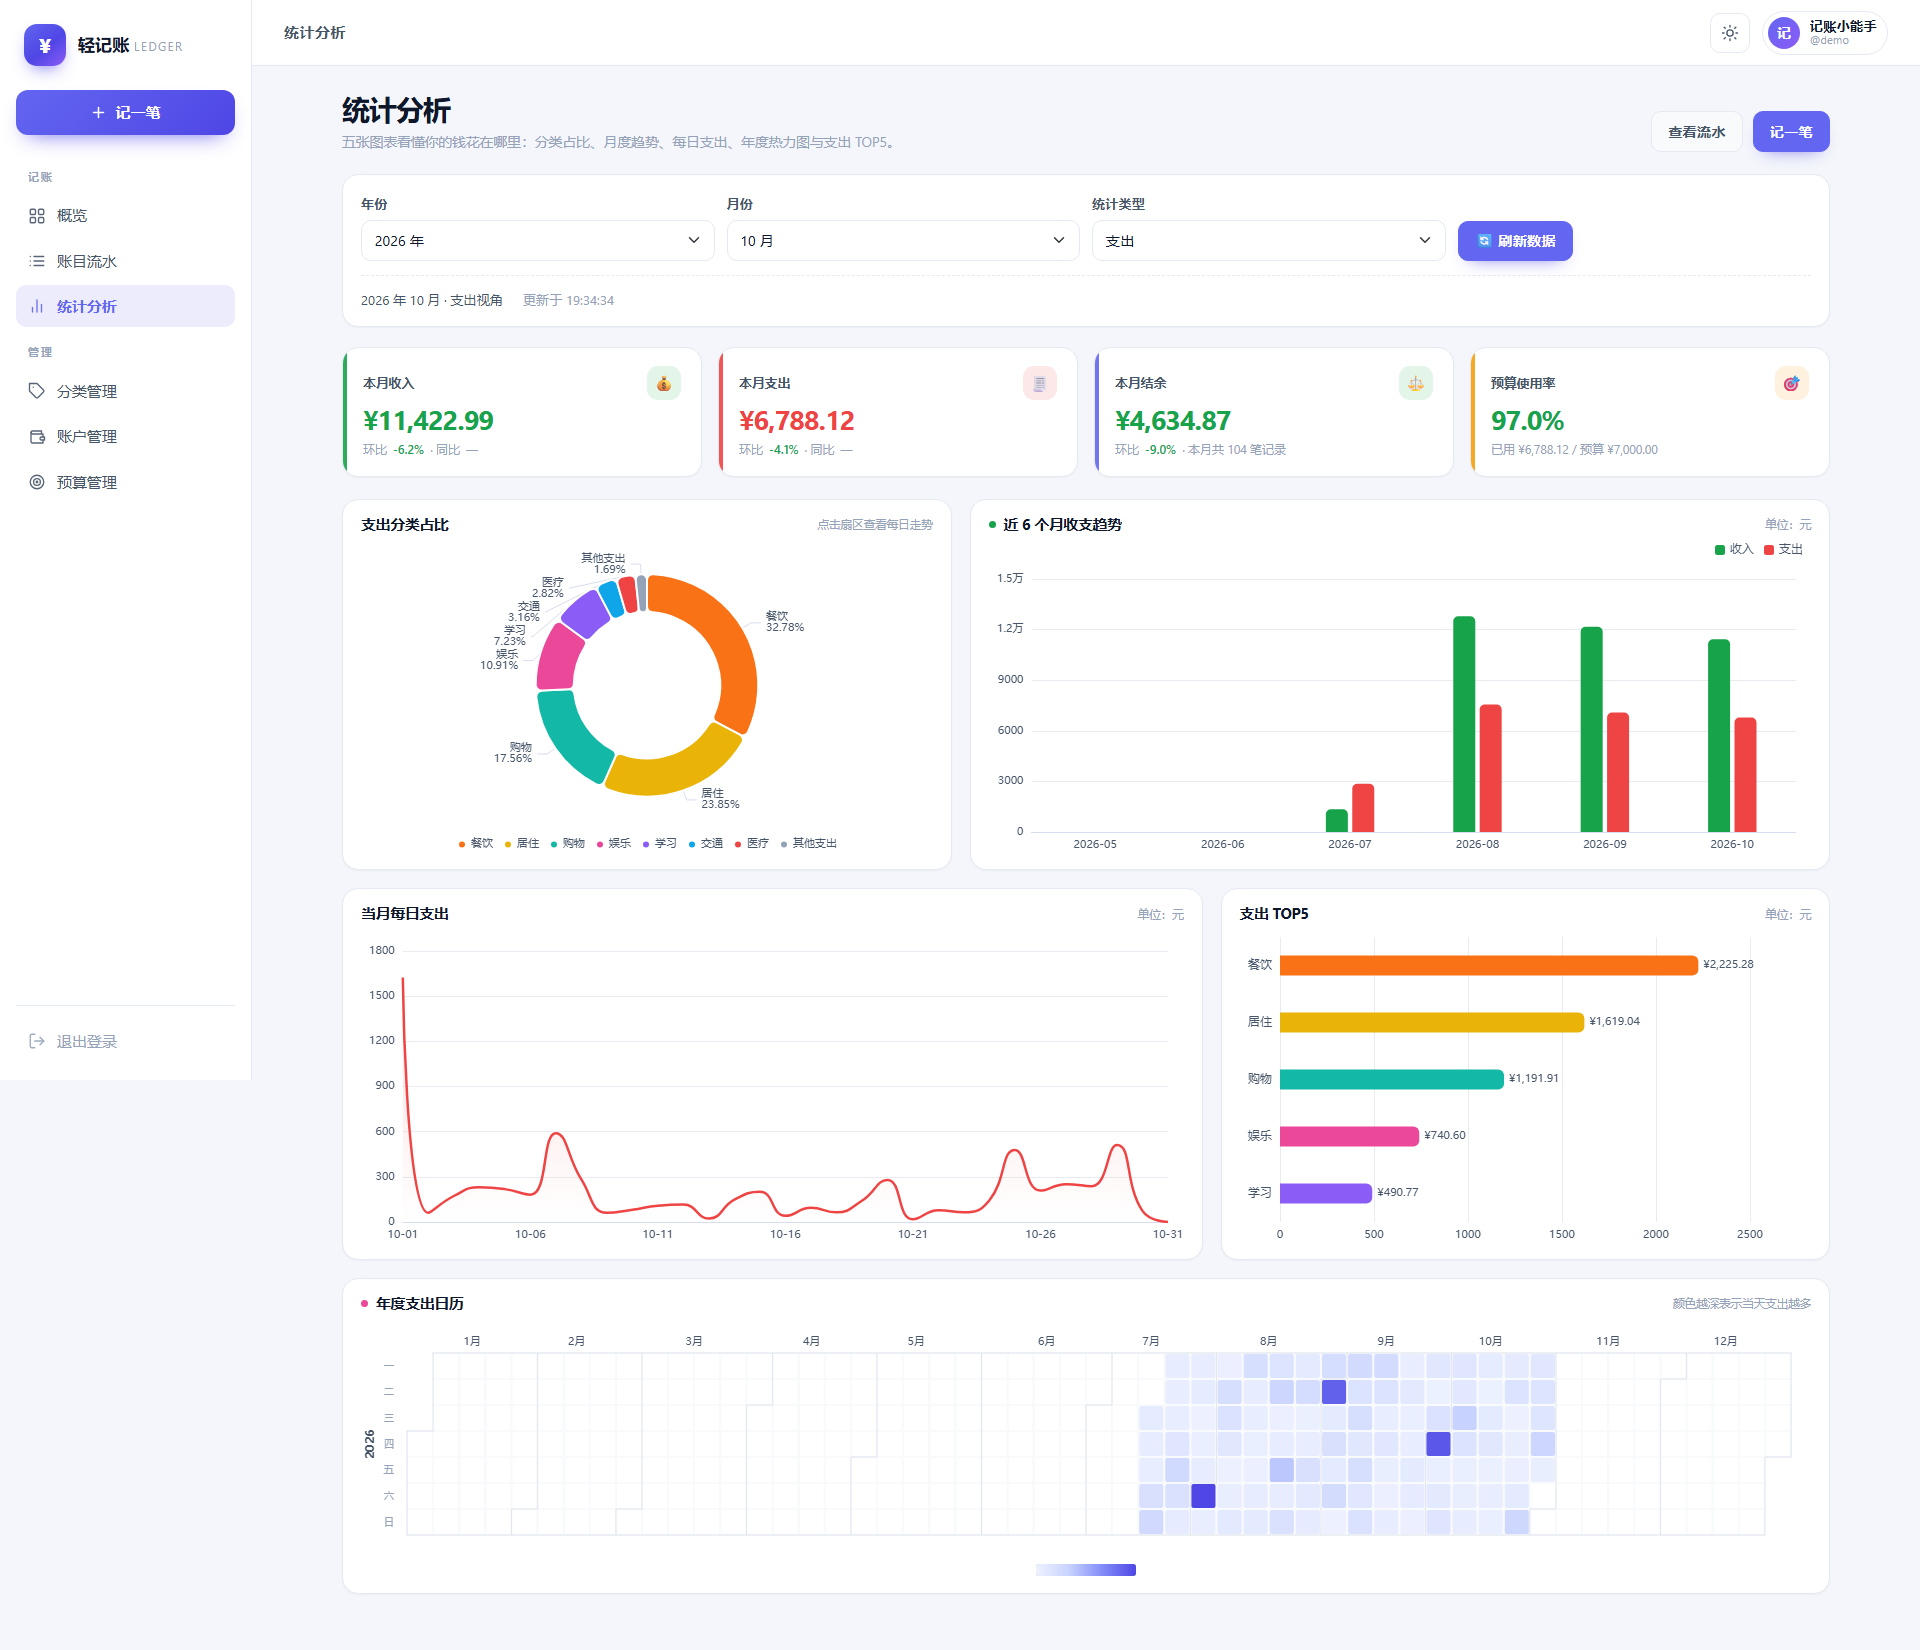 ¥ 轻记账 LEDGER
+ 记一笔
记账
概览
账目流水
统计分析
管理
分类管理
账户管理
预算管理
退出登录
统计分析
记 记账小能手
@demo
统计分析
五张图表看懂你的钱花在哪里：分类占比、月度趋势、每日支出、年度热力图与支出 TOP5。
查看流水 记一笔
年份 月份 统计类型
2026 年 10 月 支出 刷新数据
2026 年 10 月 · 支出视角 更新于 19:34:34
本月收入
¥11,422.99
环比 -6.2% · 同比 —
本月支出
¥6,788.12
环比 -4.1% · 同比 —
本月结余
¥4,634.87
环比 -9.0% · 本月共 104 笔记录
预算使用率
97.0%
已用 ¥6,788.12 / 预算 ¥7,000.00
支出分类占比 点击扇区查看每日走势
其他支出
1.69%
医疗
2.82%
交通
3.16%
学习
7.23%
娱乐
10.91%
购物
17.56%
餐饮
32.78%
居住
23.85%
餐饮 居住 购物 娱乐 学习 交通 医疗 其他支出
近 6 个月收支趋势 单位：元
收入 支出
1.5万
1.2万
9000
6000
3000
0
2026-05 2026-06 2026-07 2026-08 2026-09 2026-10
当月每日支出 单位：元
1800
1500
1200
900
600
300
0
10-01 10-06 10-11 10-16 10-21 10-26 10-31
支出 TOP5 单位：元
餐饮 ¥2,225.28
居住 ¥1,619.04
购物 ¥1,191.91
娱乐 ¥740.60
学习 ¥490.77
0 500 1000 1500 2000 2500
年度支出日历 颜色越深表示当天支出越多
1月 2月 3月 4月 5月 6月 7月 8月 9月 10月 11月 12月
2026
一
二
三
四
五
六
日